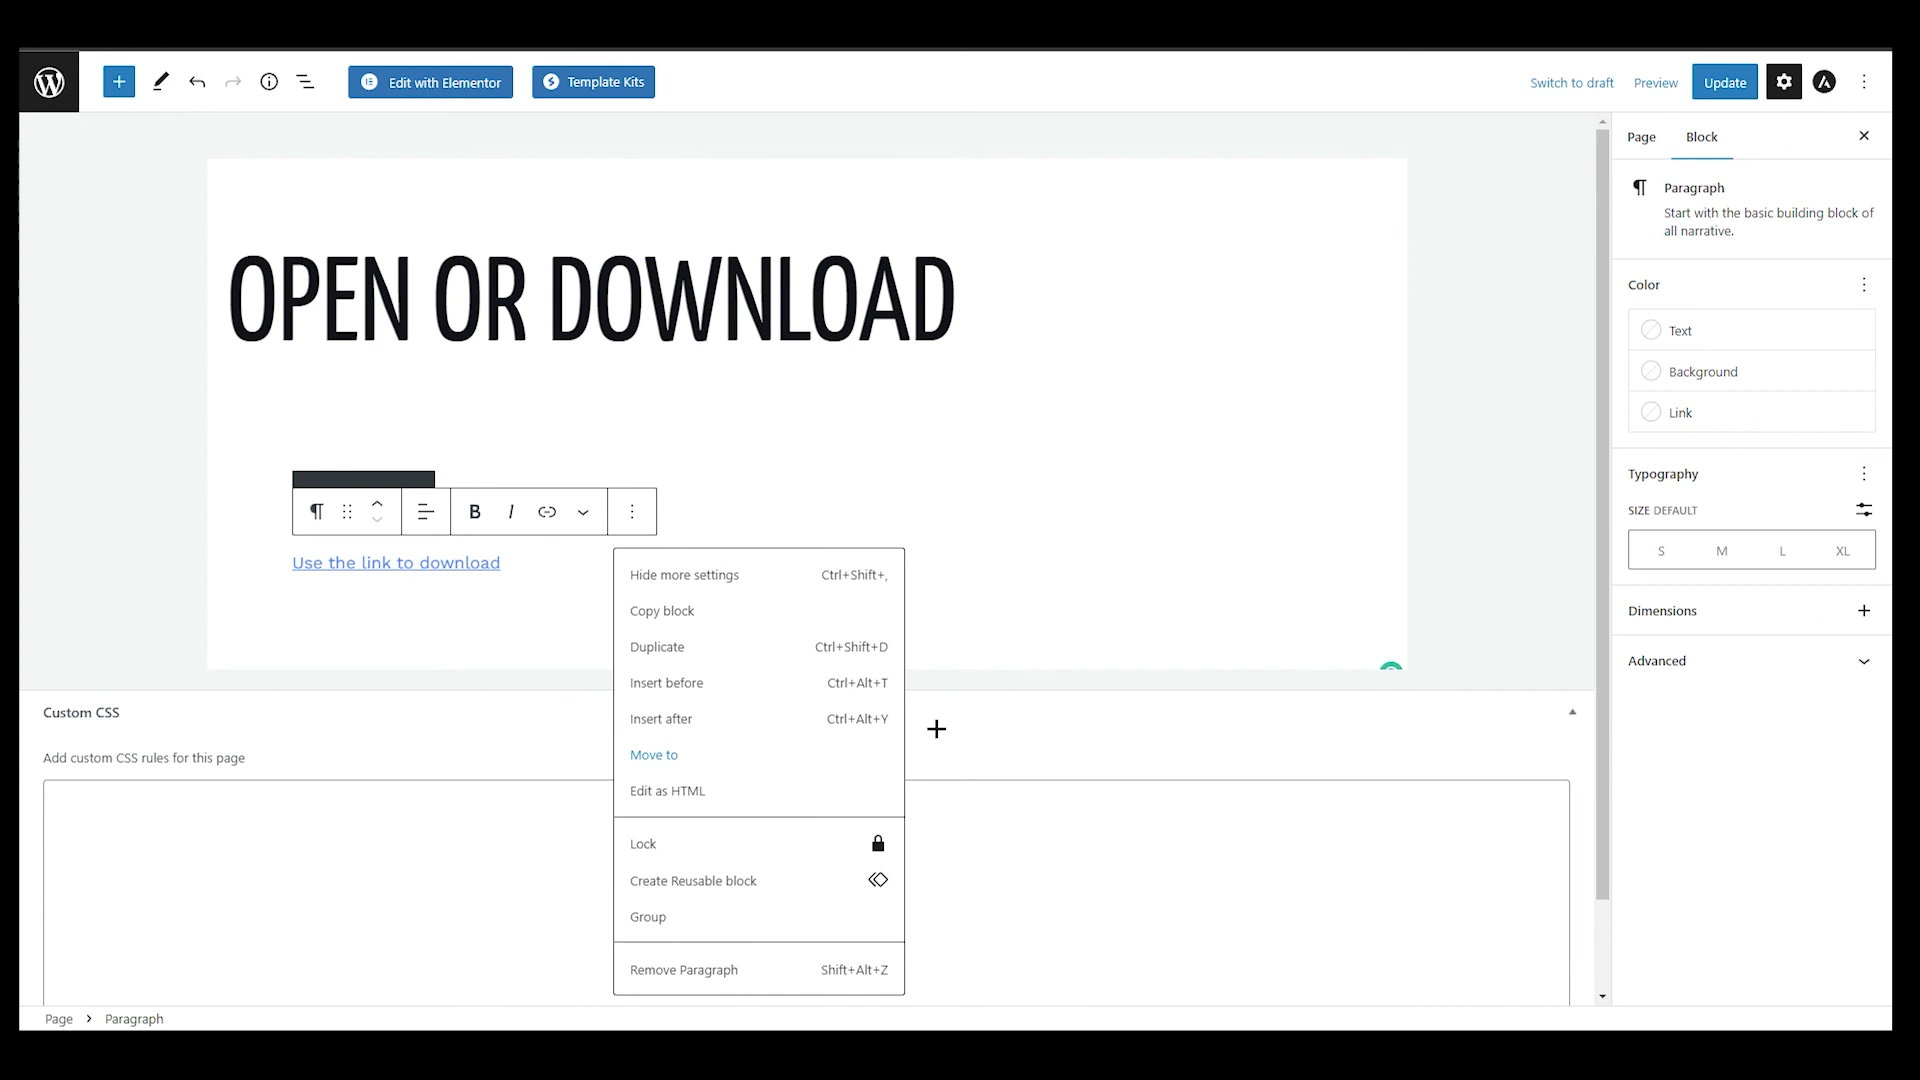 Edit with Elementor
Template Kits
Switch to draft
Preview
Update
Page
Block
Paragraph
Start with the basic building block of
all narrative.
Color
Text
Background
Link
Typography
SIZE DEFAULT
S M L XL
Dimensions
Advanced
OPEN OR DOWNLOAD
B I
Use the link to download
Hide more settings Ctrl+Shift+,
Copy block
Duplicate Ctrl+Shift+D
Insert before Ctrl+Alt+T
Insert after Ctrl+Alt+Y
Move to
Edit as HTML
Lock
Create Reusable block
Group
Remove Paragraph Shift+Alt+Z
Custom CSS
Add custom CSS rules for this page
Page > Paragraph